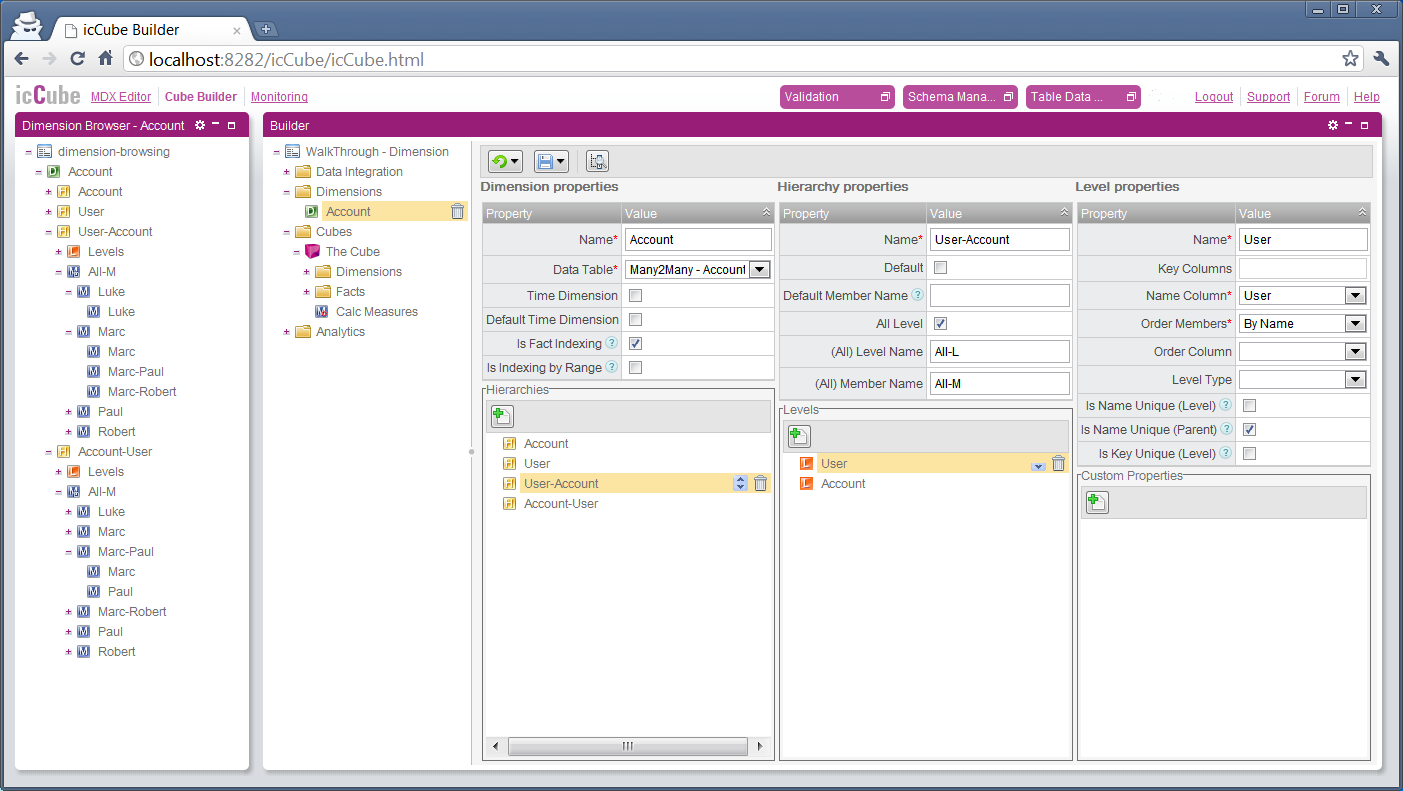 icCube Builder
localhost:8282/icCube/icCube.html
icCube MDX Editor Cube Builder Monitoring Validation Schema Mana... Table Data ... Logout Support Forum Help
Dimension Browser - Account
dimension-browsing
Account
Account
User
User-Account
Levels
All-M
Luke
Luke
Marc
Marc
Marc-Paul
Marc-Robert
Paul
Robert
Account-User
Levels
All-M
Luke
Marc
Marc-Paul
Marc
Paul
Marc-Robert
Paul
Robert
Builder
WalkThrough - Dimension
Data Integration
Dimensions
Account
Cubes
The Cube
Dimensions
Facts
Calc Measures
Analytics
Dimension properties
Property Value
Name* Account
Data Table* Many2Many - Account
Time Dimension
Default Time Dimension
Is Fact Indexing ?
Is Indexing by Range ?
Hierarchies
Account
User
User-Account
Account-User
Hierarchy properties
Property Value
Name* User-Account
Default
Default Member Name ?
All Level
(All) Level Name All-L
(All) Member Name All-M
Levels
User
Account
Level properties
Property Value
Name* User
Key Columns
Name Column* User
Order Members* By Name
Order Column
Level Type
Is Name Unique (Level) ?
Is Name Unique (Parent) ?
Is Key Unique (Level) ?
Custom Properties